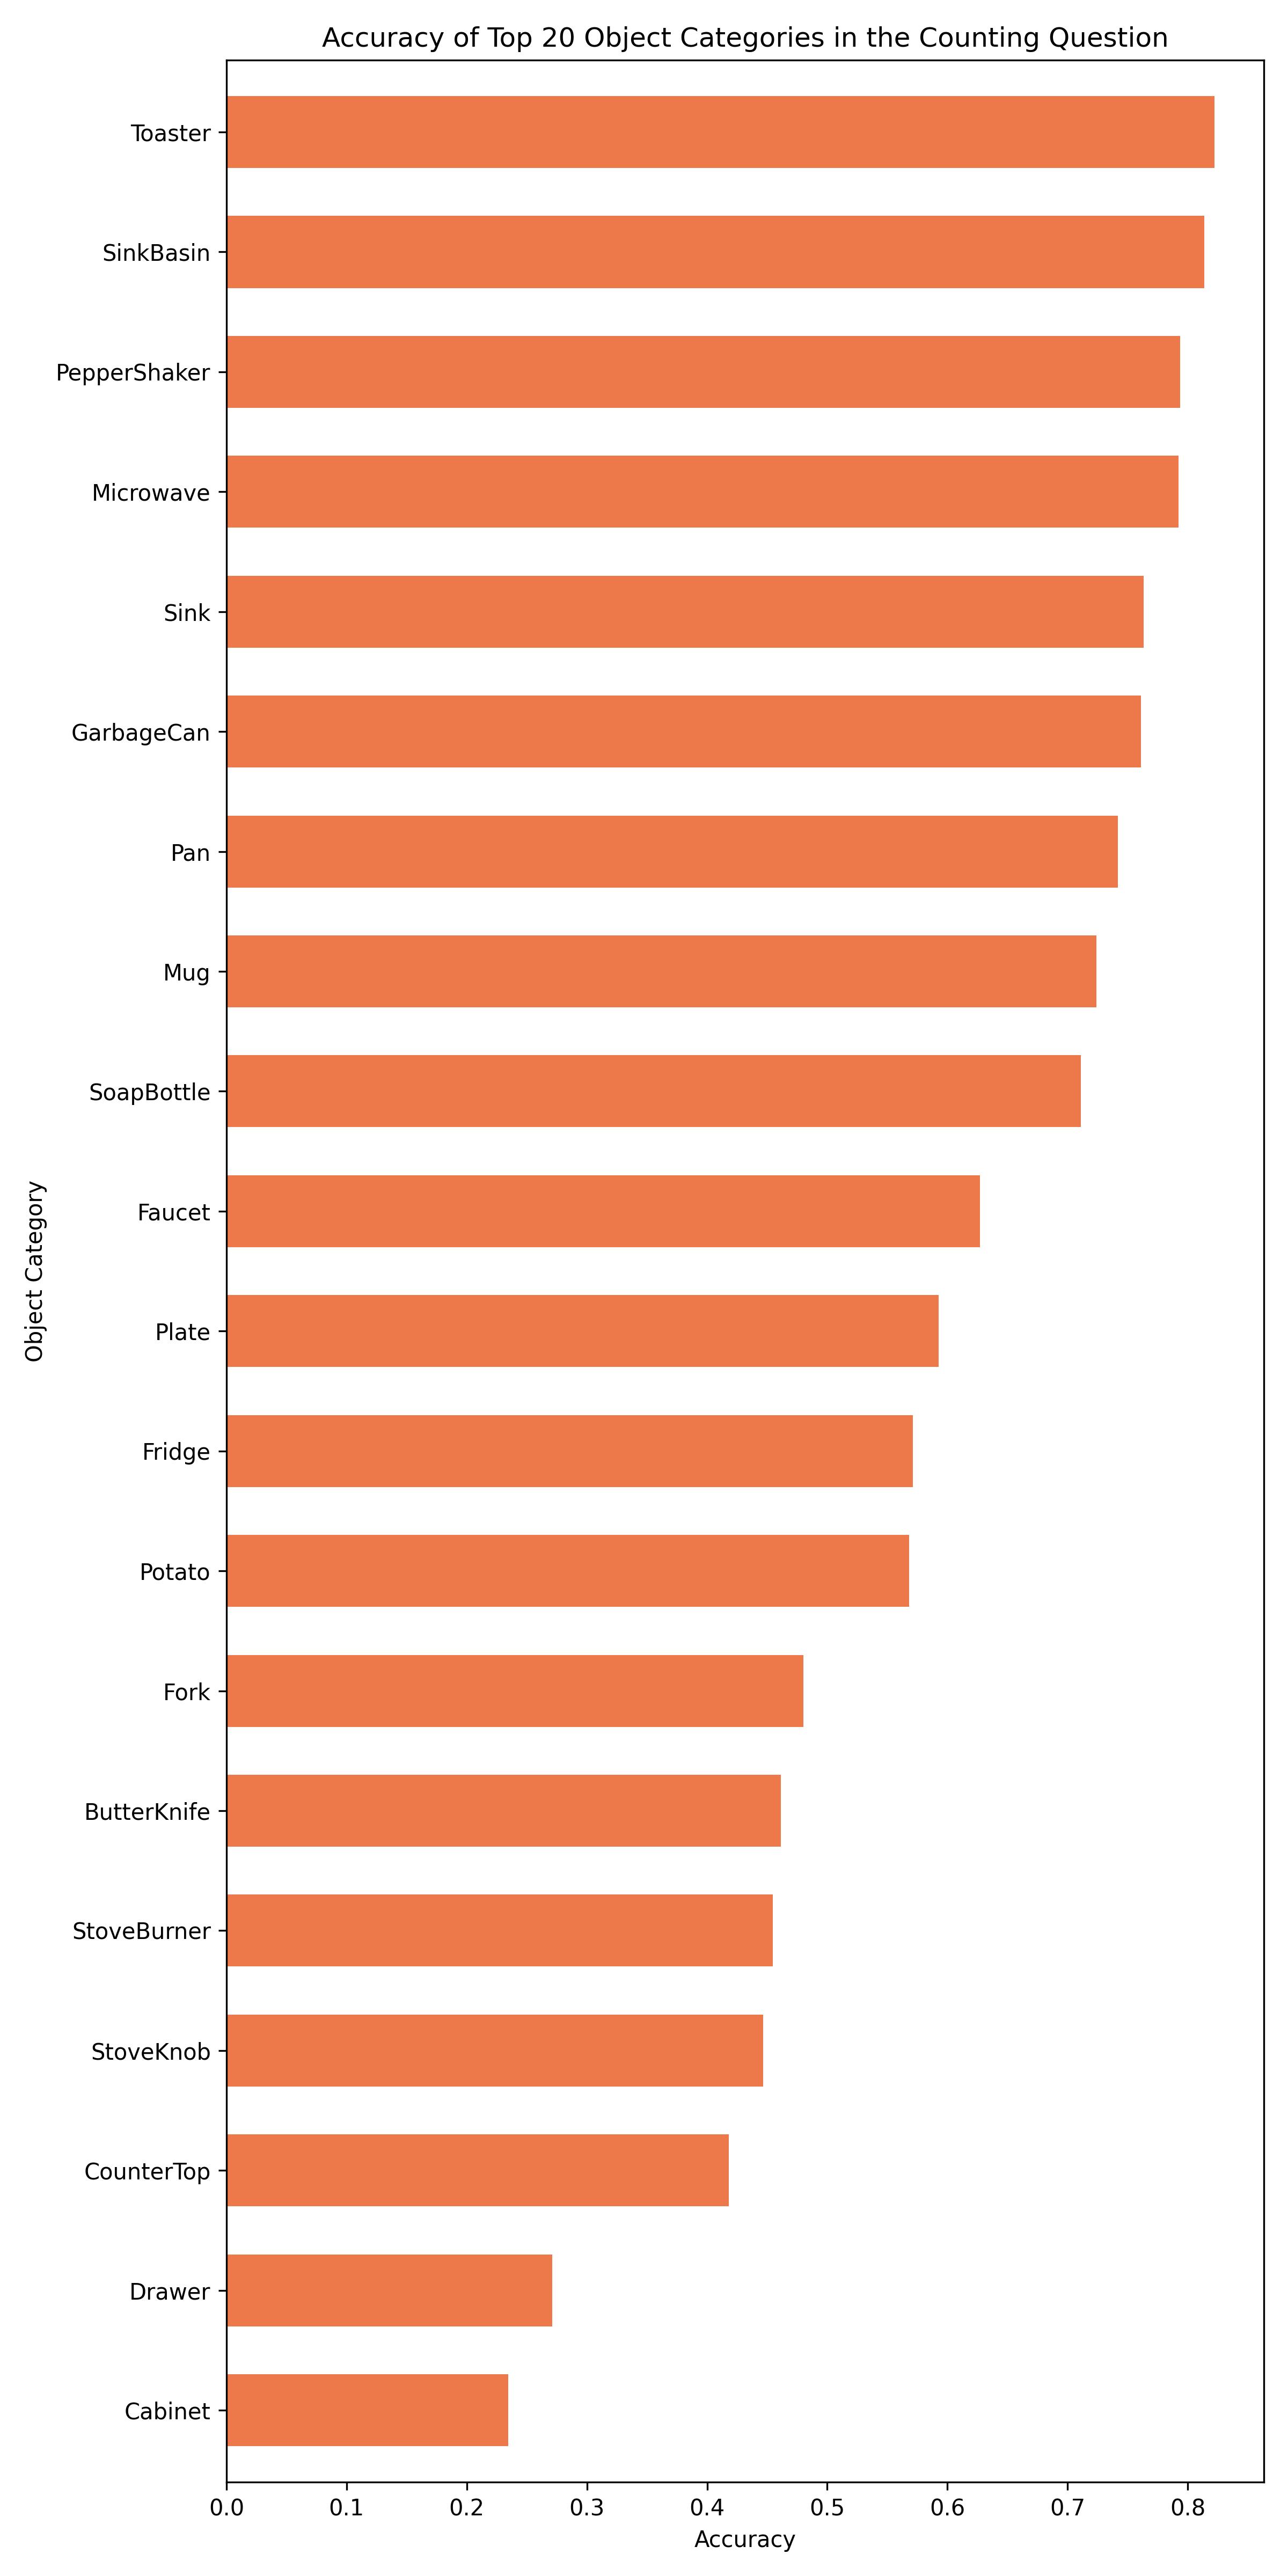 Accuracy of Top 20 Object Categories in the Counting Question
Toaster
SinkBasin
PepperShaker
Microwave
Sink
GarbageCan
Pan
Mug
SoapBottle
Faucet
Plate
Fridge
Potato
Fork
ButterKnife
StoveBurner
StoveKnob
CounterTop
Drawer
Cabinet
Object Category
0.0 0.1 0.2 0.3 0.4 0.5 0.6 0.7 0.8
Accuracy